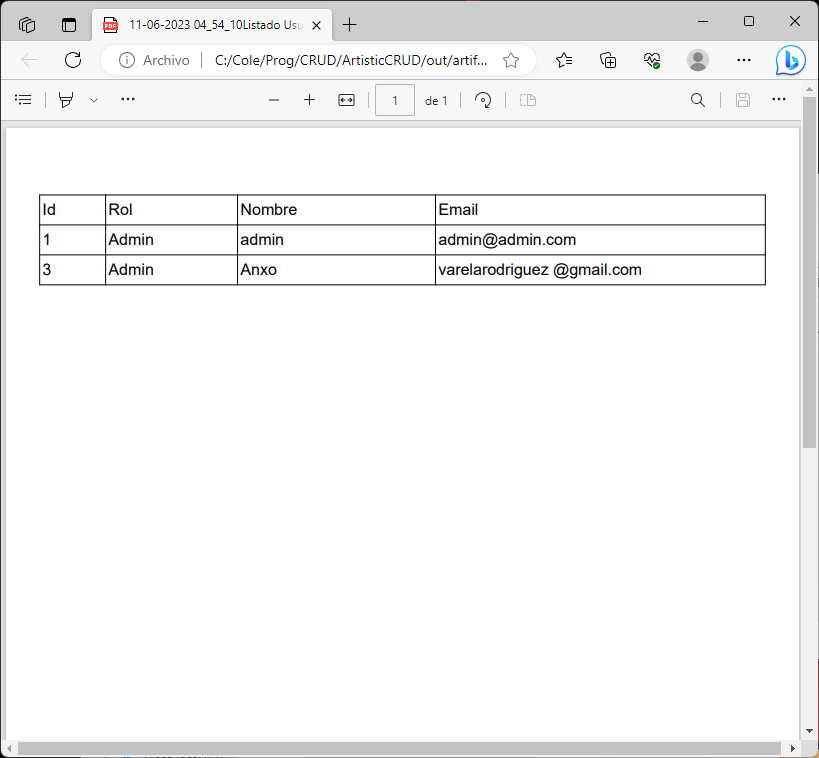 11-06-2023 04_54_10Listado Usu
Archivo C:/Cole/Prog/CRUD/ArtisticCRUD/out/artif...
1 de 1
Id Rol Nombre Email
1 Admin admin admin@admin.com
3 Admin Anxo varelarodriguez @gmail.com